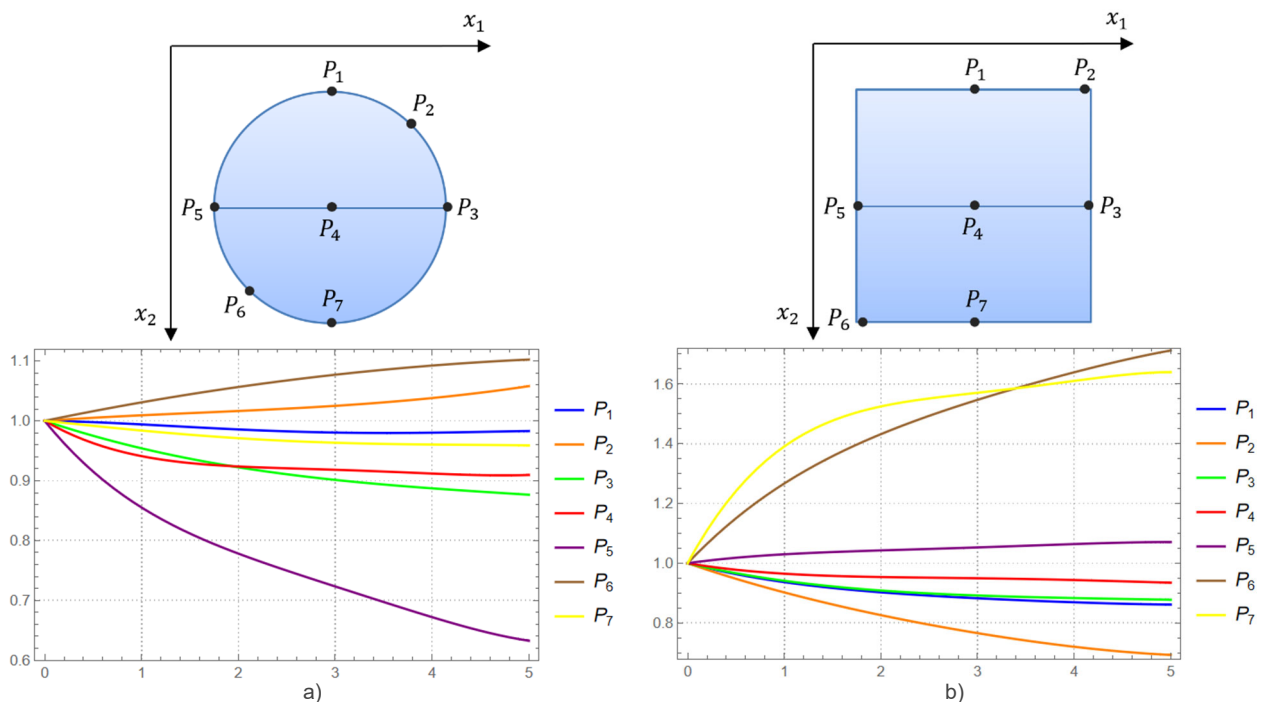 x₁
P₁
P₂
P₅
P₄
P₃
P₆
P₇
x₂
1.1
1.0
0.9
0.8
0.7
0.6
0 1 2 3 4 5
P₁
P₂
P₃
P₄
P₅
P₆
P₇
a)
x₁
P₁
P₂
P₅
P₄
P₃
P₆
P₇
x₂
1.6
1.4
1.2
1.0
0.8
0 1 2 3 4 5
P₁
P₂
P₃
P₄
P₅
P₆
P₇
b)